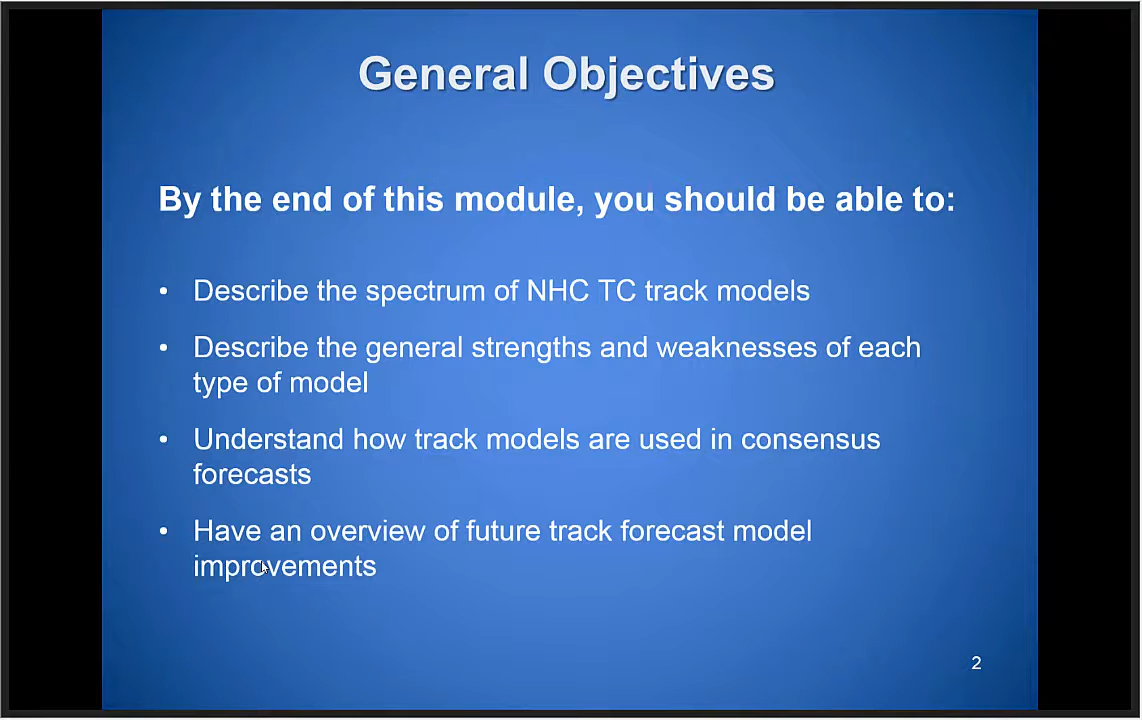 General Objectives
By the end of this module, you should be able to:
• Describe the spectrum of NHC TC track models
• Describe the general strengths and weaknesses of each
type of model
• Understand how track models are used in consensus
forecasts
• Have an overview of future track forecast model
improvements
2